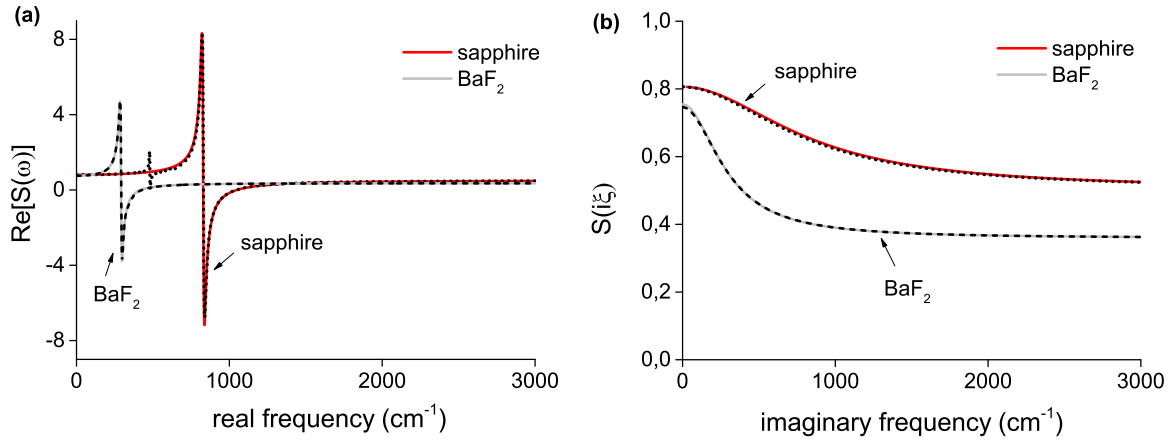 (a)
8
4
0
-4
-8
Re[S(ω)]
sapphire
BaF2
sapphire
BaF2
0
1000
2000
3000
real frequency (cm-1)
(b)
1,0
0,8
0,6
0,4
0,2
0,0
S(iξ)
sapphire
BaF2
sapphire
BaF2
0
1000
2000
3000
imaginary frequency (cm-1)